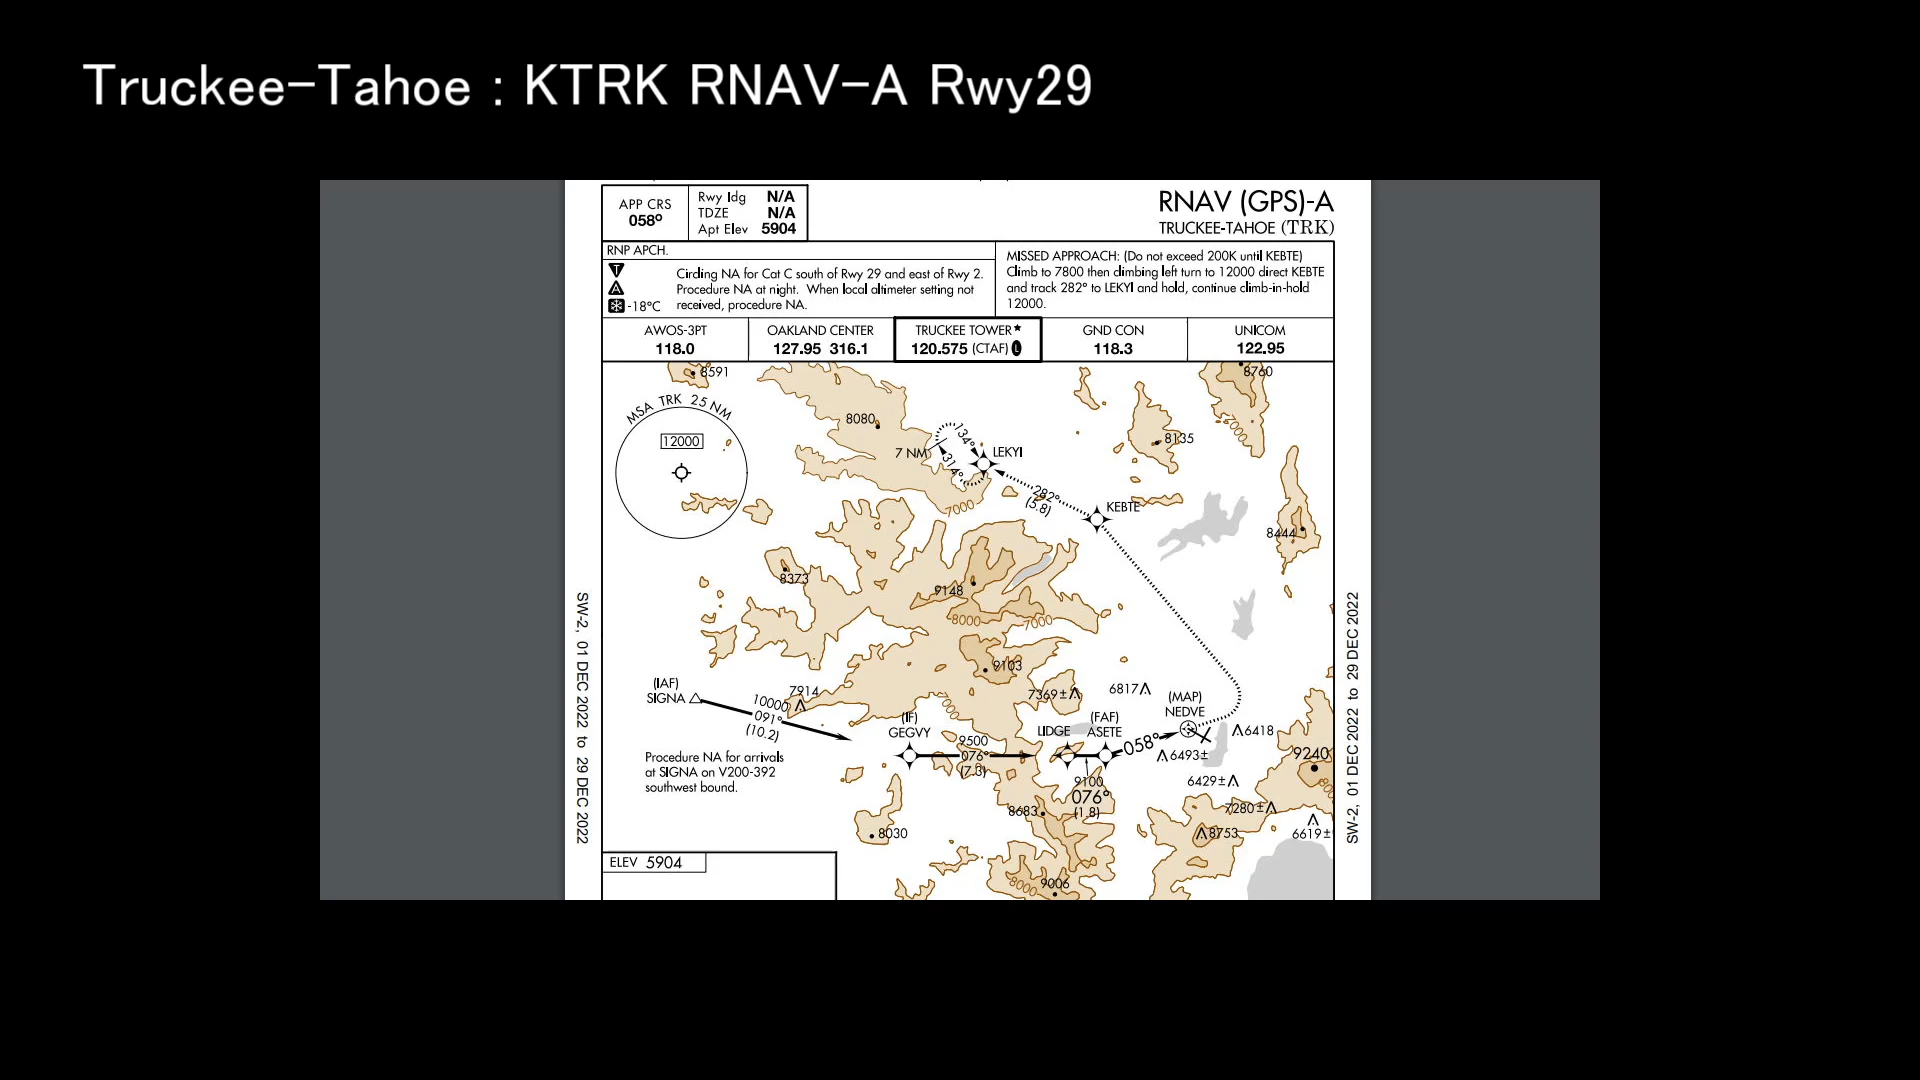 Truckee-Tahoe : KTRK RNAV-A Rwy29
APP CRS
058°
Rwy ldg N/A
TDZE N/A
Apt Elev 5904
RNAV (GPS)-A
TRUCKEE-TAHOE (TRK)
RNP APCH.
T
A
-18°C
Circling NA for Cat C south of Rwy 29 and east of Rwy 2.
Procedure NA at night. When local altimeter setting not
received, procedure NA.
MISSED APPROACH: (Do not exceed 200K until KEBTE)
Climb to 7800 then climbing left turn to 12000 direct KEBTE
and track 282° to LEKYI and hold, continue climb-in-hold
12000.
AWOS-3PT
118.0
OAKLAND CENTER
127.95 316.1
TRUCKEE TOWER★
120.575 (CTAF) L
GND CON
118.3
UNICOM
122.95
8591
8760
MSA TRK 25 NM
12000
8080
134°
314°
7 NM
LEKYI
7000
8135
282°
(5.8)
KEBTE
7000
8444
8373
9148
8000
7000
9103
(IAF)
SIGNA
10000
091°
(10.2)
7914
7369±
6817
(MAP)
NEDVE
(IF)
GEGVY
LIDGE
(FAF)
ASETE
058°
6418
9500
076°
(7.3)
6493±
9240
Procedure NA for arrivals
at SIGNA on V200-392
southwest bound.
9100
076°
(1.8)
6429±
7280±
8683
8030
8753
6619±
ELEV 5904
8000
9006
SW-2, 01 DEC 2022 to 29 DEC 2022
SW-2, 01 DEC 2022 to 29 DEC 2022